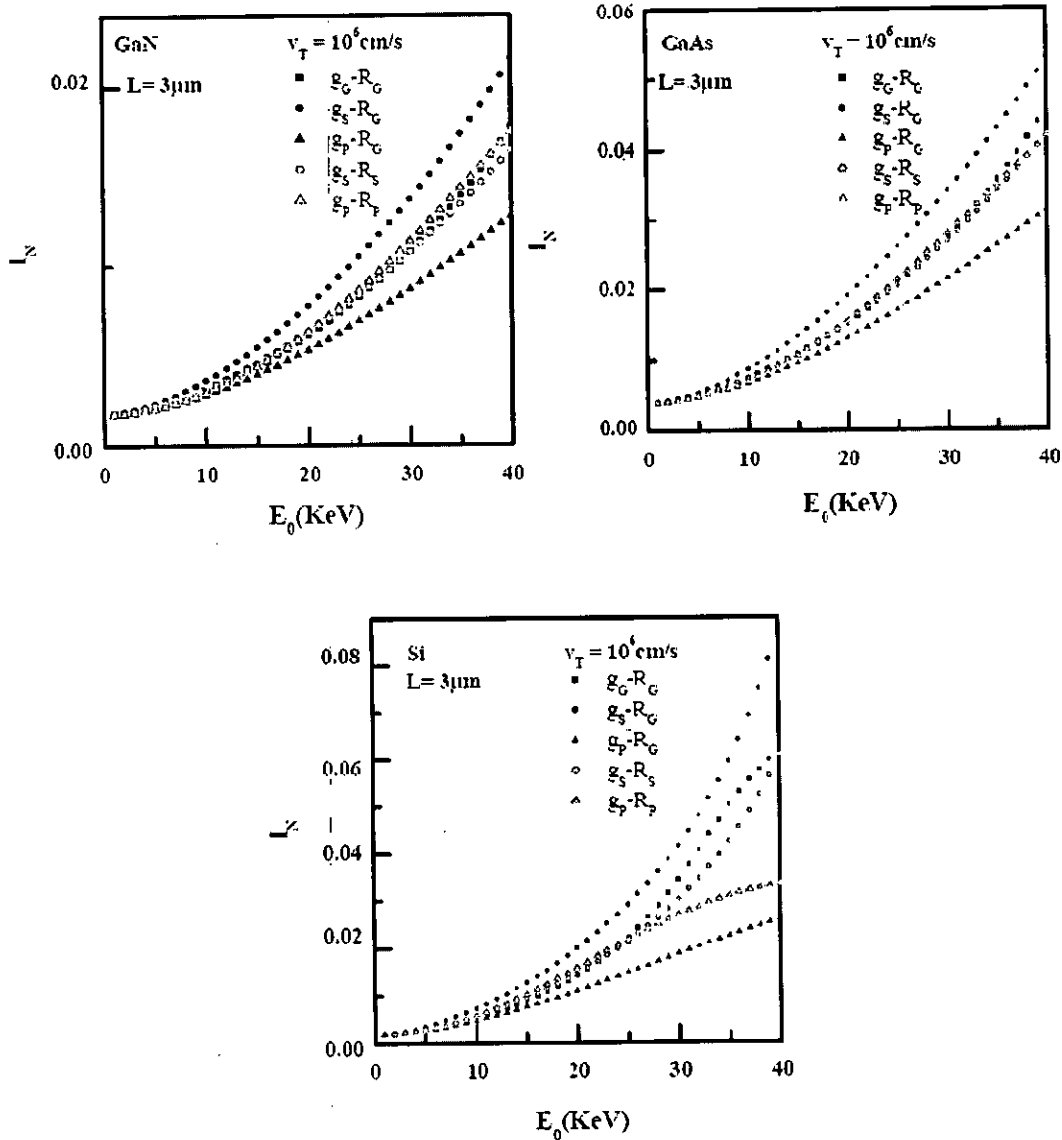 GaN
v_T = 10^6 cm/s
L= 3μm
g_G-R_G
g_S-R_G
g_P-R_G
g_S-R_S
g_P-R_P
0.02
0.00
I_N
0 10 20 30 40
E_0(KeV)
GaAs
v_T = 10^6 cm/s
L= 3μm
g_G-R_G
g_S-R_G
g_P-R_G
g_S-R_S
g_P-R_P
0.06
0.04
0.02
0.00
I_N
0 10 20 30 40
E_0(KeV)
Si
v_T = 10^6 cm/s
L= 3μm
g_G-R_G
g_S-R_G
g_P-R_G
g_S-R_S
g_P-R_P
0.08
0.06
0.04
0.02
0.00
I_N
0 10 20 30 40
E_0(KeV)